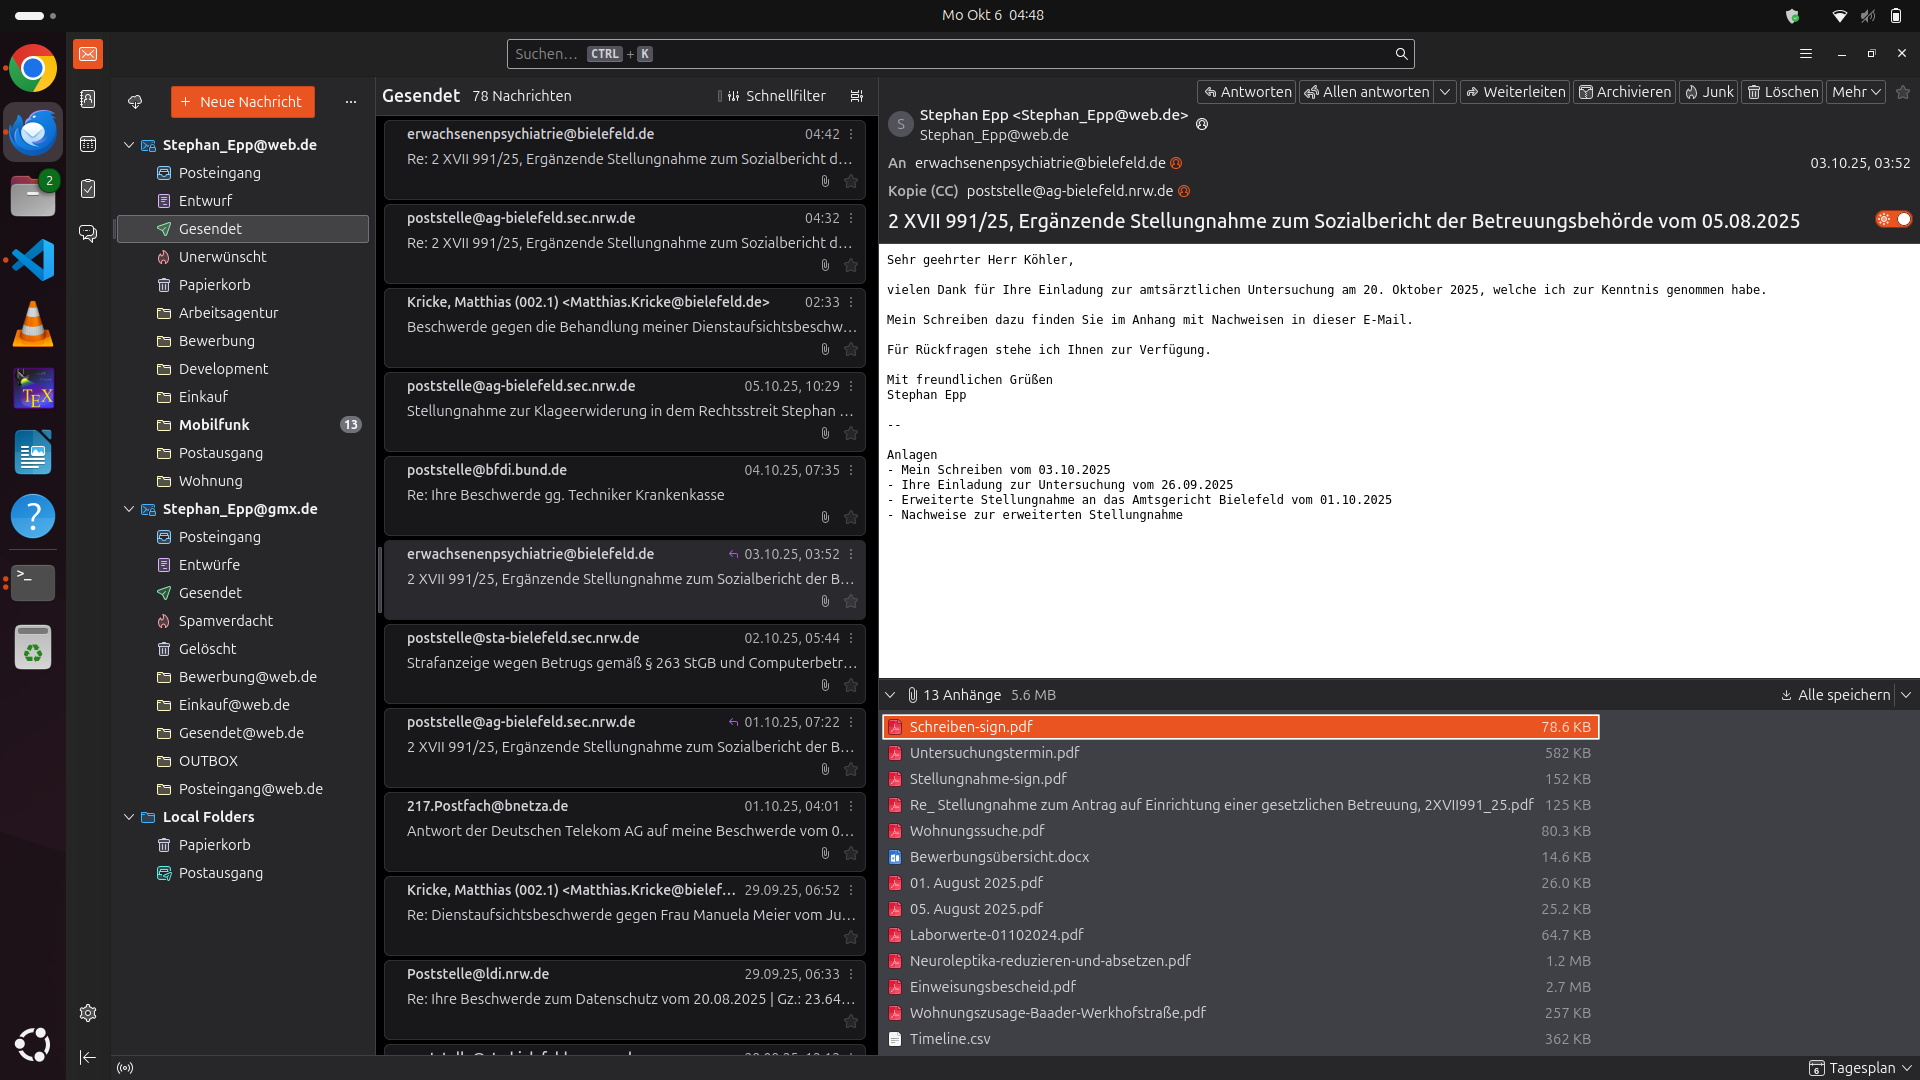 Mo Okt 6 04:48
Suchen… CTRL + K
Neue Nachricht
Stephan_Epp@web.de
Posteingang
Entwurf
Gesendet
Unerwünscht
Papierkorb
Arbeitsagentur
Bewerbung
Development
Einkauf
Mobilfunk 13
Postausgang
Wohnung
Stephan_Epp@gmx.de
Posteingang
Entwürfe
Gesendet
Spamverdacht
Gelöscht
Bewerbung@web.de
Einkauf@web.de
Gesendet@web.de
OUTBOX
Posteingang@web.de
Local Folders
Papierkorb
Postausgang
2
TEX
?
>_
Gesendet 78 Nachrichten Schnellfilter
erwachsenenpsychiatrie@bielefeld.de 04:42
Re: 2 XVII 991/25, Ergänzende Stellungnahme zum Sozialbericht d…
poststelle@ag-bielefeld.sec.nrw.de 04:32
Re: 2 XVII 991/25, Ergänzende Stellungnahme zum Sozialbericht d…
Kricke, Matthias (002.1) <Matthias.Kricke@bielefeld.de> 02:33
Beschwerde gegen die Behandlung meiner Dienstaufsichtsbeschw…
poststelle@ag-bielefeld.sec.nrw.de 05.10.25, 10:29
Stellungnahme zur Klageerwiderung in dem Rechtsstreit Stephan …
poststelle@bfdi.bund.de 04.10.25, 07:35
Re: Ihre Beschwerde gg. Techniker Krankenkasse
erwachsenenpsychiatrie@bielefeld.de 03.10.25, 03:52
2 XVII 991/25, Ergänzende Stellungnahme zum Sozialbericht der B…
poststelle@sta-bielefeld.sec.nrw.de 02.10.25, 05:44
Strafanzeige wegen Betrugs gemäß § 263 StGB und Computerbetr…
poststelle@ag-bielefeld.sec.nrw.de 01.10.25, 07:22
2 XVII 991/25, Ergänzende Stellungnahme zum Sozialbericht der B…
217.Postfach@bnetza.de 01.10.25, 04:01
Antwort der Deutschen Telekom AG auf meine Beschwerde vom 0…
Kricke, Matthias (002.1) <Matthias.Kricke@bielef… 29.09.25, 06:52
Re: Dienstaufsichtsbeschwerde gegen Frau Manuela Meier vom Ju…
Poststelle@ldi.nrw.de 29.09.25, 06:33
Re: Ihre Beschwerde zum Datenschutz vom 20.08.2025 | Gz.: 23.64…
Antworten Allen antworten Weiterleiten Archivieren Junk Löschen Mehr
S
Stephan Epp <Stephan_Epp@web.de>
Stephan_Epp@web.de
An erwachsenenpsychiatrie@bielefeld.de 03.10.25, 03:52
Kopie (CC) poststelle@ag-bielefeld.nrw.de
2 XVII 991/25, Ergänzende Stellungnahme zum Sozialbericht der Betreuungsbehörde vom 05.08.2025
Sehr geehrter Herr Köhler,
vielen Dank für Ihre Einladung zur amtsärztlichen Untersuchung am 20. Oktober 2025, welche ich zur Kenntnis genommen habe.
Mein Schreiben dazu finden Sie im Anhang mit Nachweisen in dieser E-Mail.
Für Rückfragen stehe ich Ihnen zur Verfügung.
Mit freundlichen Grüßen
Stephan Epp
--
Anlagen
- Mein Schreiben vom 03.10.2025
- Ihre Einladung zur Untersuchung vom 26.09.2025
- Erweiterte Stellungnahme an das Amtsgericht Bielefeld vom 01.10.2025
- Nachweise zur erweiterten Stellungnahme
13 Anhänge 5.6 MB Alle speichern
Schreiben-sign.pdf 78.6 KB
Untersuchungstermin.pdf 582 KB
Stellungnahme-sign.pdf 152 KB
Re_ Stellungnahme zum Antrag auf Einrichtung einer gesetzlichen Betreuung, 2XVII991_25.pdf 125 KB
Wohnungssuche.pdf 80.3 KB
Bewerbungsübersicht.docx 14.6 KB
01. August 2025.pdf 26.0 KB
05. August 2025.pdf 25.2 KB
Laborwerte-01102024.pdf 64.7 KB
Neuroleptika-reduzieren-und-absetzen.pdf 1.2 MB
Einweisungsbescheid.pdf 2.7 MB
Wohnungszusage-Baader-Werkhofstraße.pdf 257 KB
Timeline.csv 362 KB
6 Tagesplan